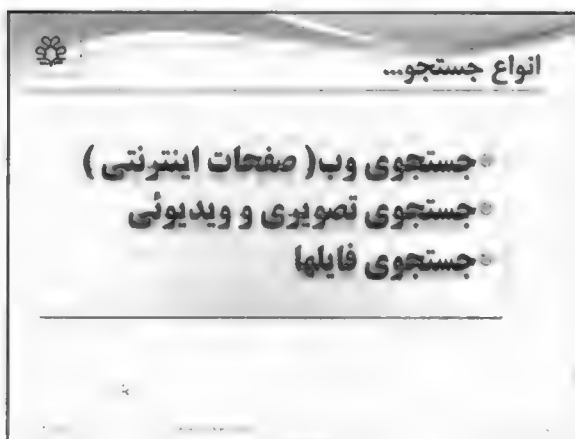 انواع جستجو...
جستجوی وب( صفحات اینترنتی )
جستجوی تصویری و ویدیوئی
جستجوی فایلها